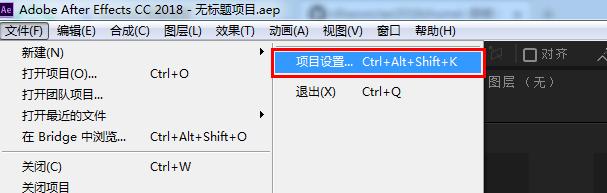 Ae Adobe After Effects CC 2018 - 无标题项目.aep
文件(F) 编辑(E) 合成(C) 图层(L) 效果(T) 动画(A) 视图(V) 窗口 帮助(H)
新建(N)
打开项目(O)... Ctrl+O
打开团队项目...
打开最近的文件
在 Bridge 中浏览... Ctrl+Alt+Shift+O
关闭(C) Ctrl+W
关闭项目
项目设置... Ctrl+Alt+Shift+K
退出(X) Ctrl+Q
对齐
图层 (无)